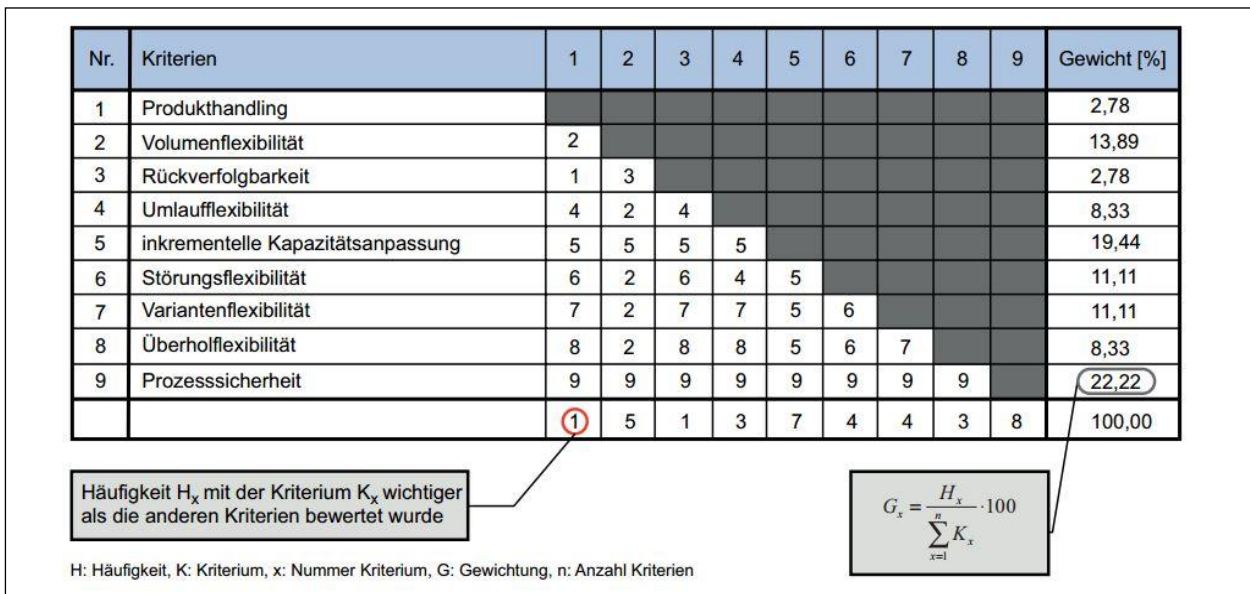 Nr. Kriterien 1 2 3 4 5 6 7 8 9 Gewicht [%]
1 Produkthandling 2,78
2 Volumenflexibilität 2 13,89
3 Rückverfolgbarkeit 1 3 2,78
4 Umlaufflexibilität 4 2 4 8,33
5 inkrementelle Kapazitätsanpassung 5 5 5 5 19,44
6 Störungsflexibilität 6 2 6 4 5 11,11
7 Variantenflexibilität 7 2 7 7 5 6 11,11
8 Überholflexibilität 8 2 8 8 5 6 7 8,33
9 Prozesssicherheit 9 9 9 9 9 9 9 9 22,22
1 5 1 3 7 4 4 3 8 100,00
Häufigkeit Hx mit der Kriterium Kx wichtiger
als die anderen Kriterien bewertet wurde
Gx = Hx / ∑ n x=1 Kx · 100
H: Häufigkeit, K: Kriterium, x: Nummer Kriterium, G: Gewichtung, n: Anzahl Kriterien